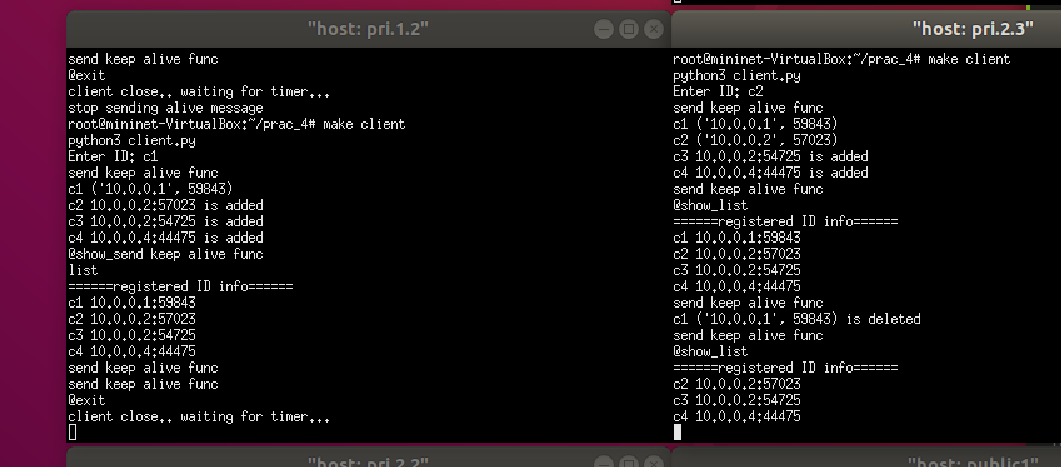 "host: pri.1.2"
send keep alive func
@exit
client close.. waiting for timer...
stop sending alive message
root@mininet-VirtualBox:~/prac_4# make client
python3 client.py
Enter ID: c1
send keep alive func
c1 ('10.0.0.1', 59843)
c2 10.0.0.2:57023 is added
c3 10.0.0.2:54725 is added
c4 10.0.0.4:44475 is added
@show_send keep alive func
list
======registered ID info======
c1 10.0.0.1:59843
c2 10.0.0.2:57023
c3 10.0.0.2:54725
c4 10.0.0.4:44475
send keep alive func
send keep alive func
@exit
client close.. waiting for timer...
"host: pri.2.3"
root@mininet-VirtualBox:~/prac_4# make client
python3 client.py
Enter ID: c2
send keep alive func
c1 ('10.0.0.1', 59843)
c2 ('10.0.0.2', 57023)
c3 10.0.0.2:54725 is added
c4 10.0.0.4:44475 is added
send keep alive func
@show_list
======registered ID info======
c1 10.0.0.1:59843
c2 10.0.0.2:57023
c3 10.0.0.2:54725
c4 10.0.0.4:44475
send keep alive func
c1 ('10.0.0.1', 59843) is deleted
send keep alive func
@show_list
======registered ID info======
c2 10.0.0.2:57023
c3 10.0.0.2:54725
c4 10.0.0.4:44475
"host: pri.2.2"
"host: public1"